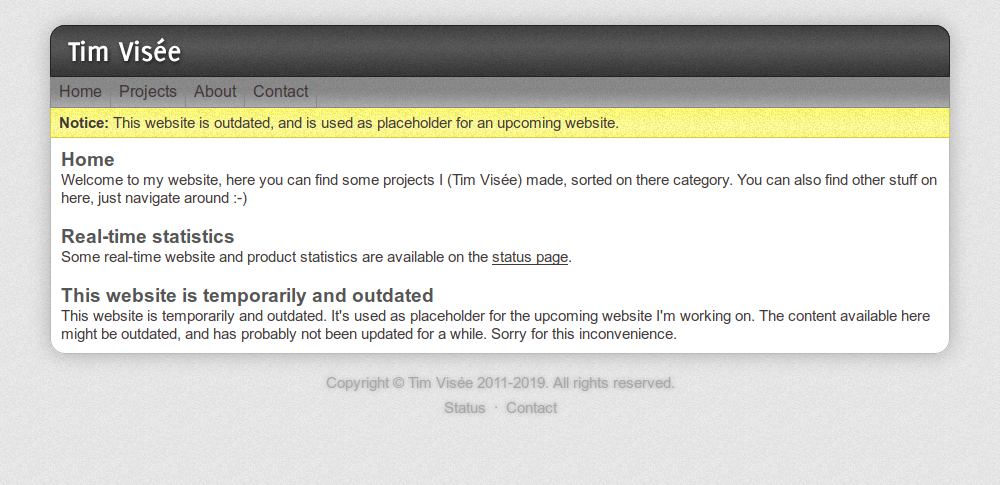 Tim Visée
Home Projects About Contact
Notice: This website is outdated, and is used as placeholder for an upcoming website.
Home
Welcome to my website, here you can find some projects I (Tim Visée) made, sorted on there category. You can also find other stuff on
here, just navigate around :-)
Real-time statistics
Some real-time website and product statistics are available on the status page.
This website is temporarily and outdated
This website is temporarily and outdated. It's used as placeholder for the upcoming website I'm working on. The content available here
might be outdated, and has probably not been updated for a while. Sorry for this inconvenience.
Copyright © Tim Visée 2011-2019. All rights reserved.
Status · Contact